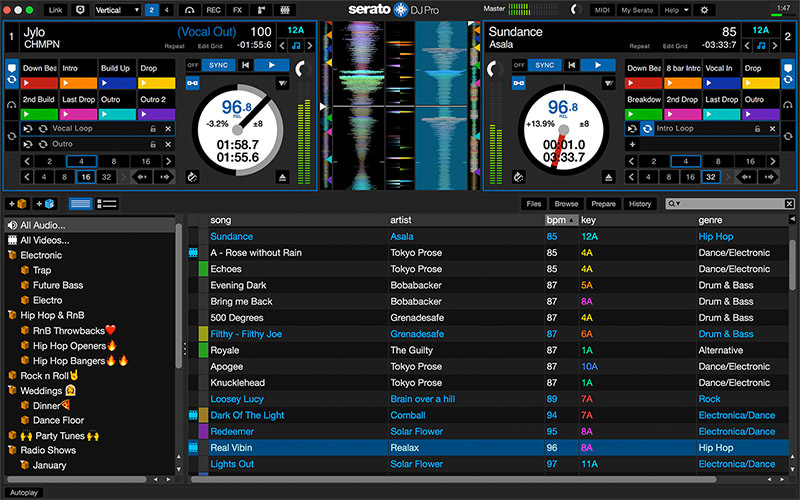 Link Vertical 2 4 REC FX serato DJ Pro Master MIDI My Serato Help 1:47
1 Jylo (Vocal Out) 100 12A
CHMPN Repeat Edit Grid -01:55:6
Sundance 85 12A 2
Asala Repeat Edit Grid -03:33:7
OFF SYNC
OFF SYNC
Down Bea Intro Build Up Drop
2nd Build Last Drop Outro Outro 2
Vocal Loop
Outro
2 4 8 16
4 8 16 32
96.8
REL
-3.2% ±8
01:58.7
01:55.6
96.8
REL
+13.9% ±8
00:01.0
03:33.7
Down Bea 8 bar Intro Vocal In Drop
Breakdow 2nd Drop Last Drop Outro
Intro Loop
2 4 8 16
4 8 16 32
Files Browse Prepare History
All Audio...
All Videos...
Electronic
Trap
Future Bass
Electro
Hip Hop & RnB
RnB Throwbacks❤️
Hip Hop Openers🔥
Hip Hop Bangers🔥🔥
Rock n Roll🤘
Weddings 👰
Dinner🍕
Dance Floor
🙌 Party Tunes 🙌
Radio Shows
January
song artist bpm key genre
Sundance Asala 85 12A Hip Hop
A - Rose without Rain Tokyo Prose 85 4A Dance/Electronic
Echoes Tokyo Prose 85 4A Dance/Electronic
Evening Dark Bobabacker 87 5A Drum & Bass
Bring me Back Bobabacker 87 8A Drum & Bass
500 Degrees Grenadesafe 87 4A Drum & Bass
Filthy - Filthy Joe Grenadesafe 87 6A Drum & Bass
Royale The Guilty 87 1A Alternative
Apogee Tokyo Prose 87 10A Dance/Electronic
Knucklehead Tokyo Prose 87 1A Dance/Electronic
Loosey Lucy Brain over a hill 89 7A Rock
Dark Of The Light Comball 94 7A Electronica/Dance
Redeemer Solar Flower 95 8A Electronica/Dance
Real Vibin Realax 96 8A Hip Hop
Lights Out Solar Flower 97 11A Electronica/Dance
Autoplay